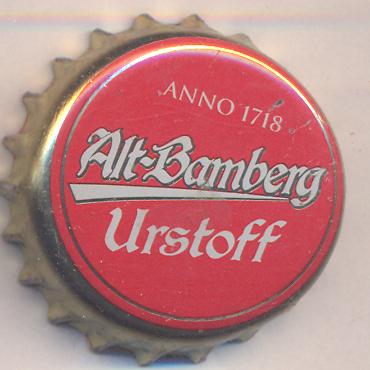 ANNO 1718
Alt-Bamberg
Urstoff